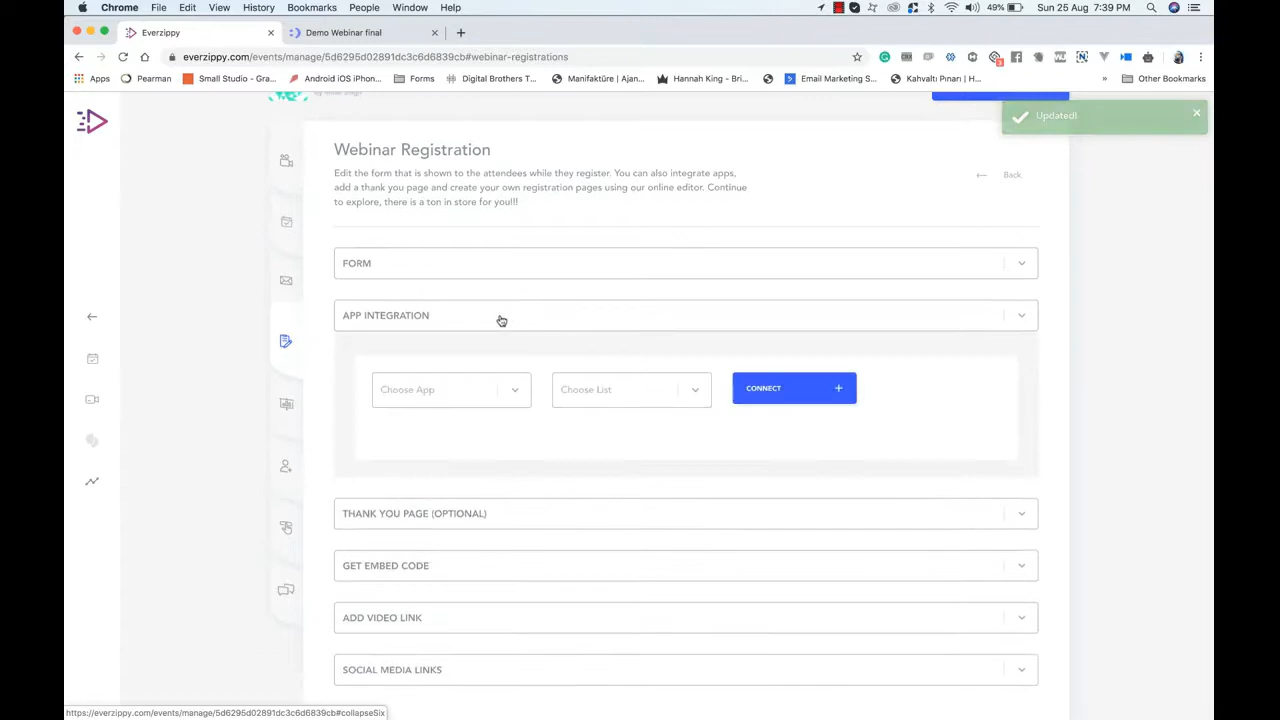 Chrome File Edit View History Bookmarks People Window Help 49% Sun 25 Aug 7:39 PM
Everzippy Demo Webinar final
everzippy.com/events/manage/5d6295d02891dc3c6d6839cb#webinar-registrations
Apps Pearman Small Studio - Gra... Android iOS iPhon... Forms Digital Brothers T... Manifaktüre | Ajan... Hannah King - Bri... Email Marketing S... Kahvaltı Pınarı | H... » Other Bookmarks
Updated!
Webinar Registration
Edit the form that is shown to the attendees while they register. You can also integrate apps,
add a thank you page and create your own registration pages using our online editor. Continue
to explore, there is a ton in store for you!!!
Back
FORM
APP INTEGRATION
Choose App Choose List CONNECT +
THANK YOU PAGE (OPTIONAL)
GET EMBED CODE
ADD VIDEO LINK
SOCIAL MEDIA LINKS
https://everzippy.com/events/manage/5d6295d02891dc3c6d6839cb#collapseSix